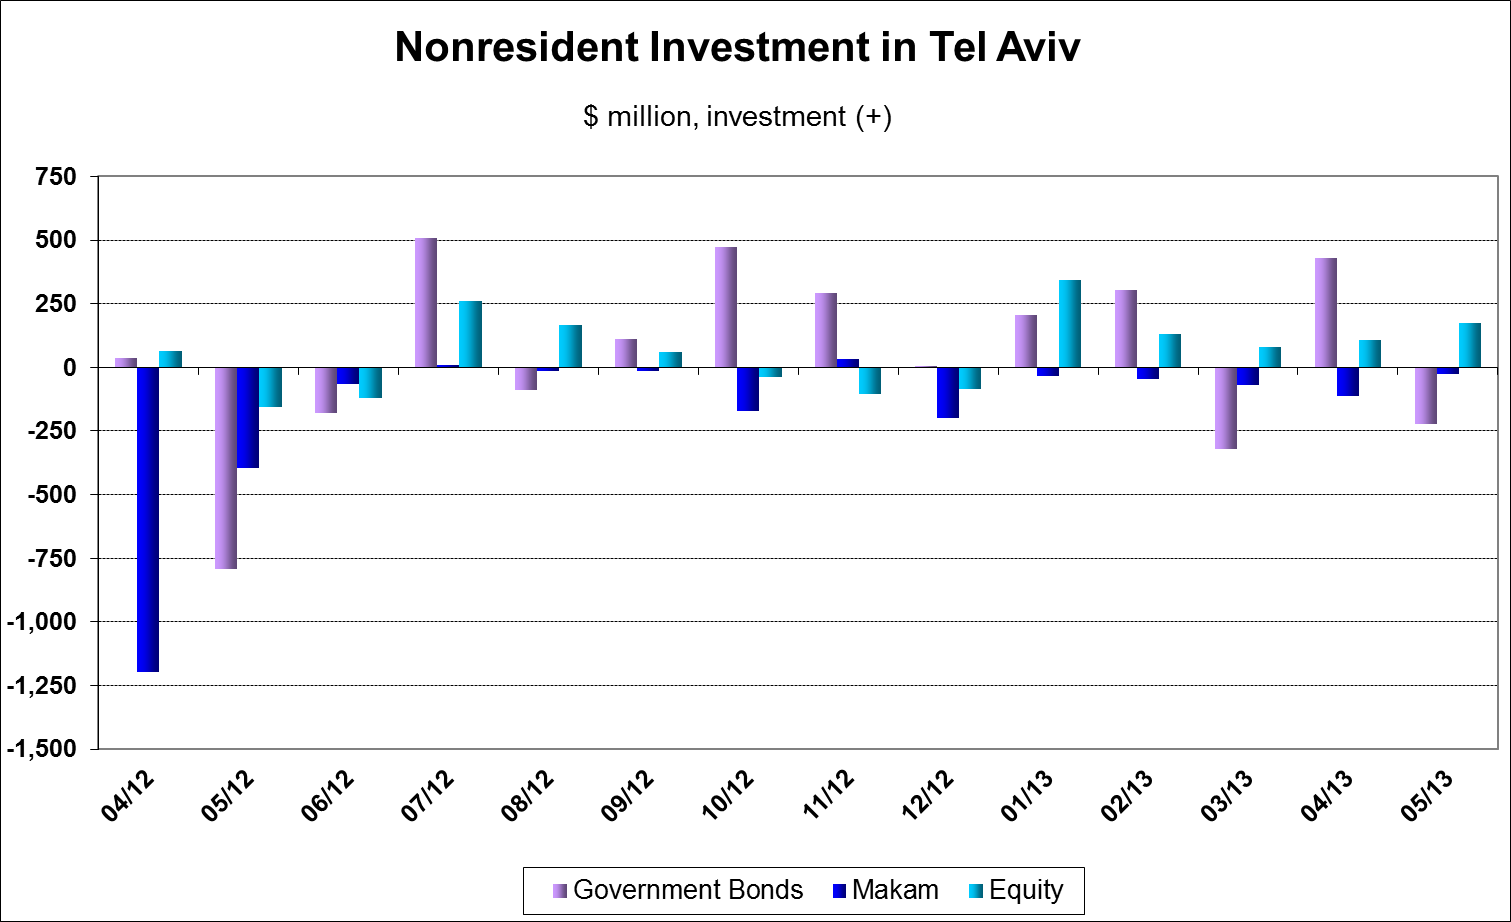 Nonresident Investment in Tel Aviv
$ million, investment (+)
750
500
250
0
-250
-500
-750
-1,000
-1,250
-1,500
04/12 05/12 06/12 07/12 08/12 09/12 10/12 11/12 12/12 01/13 02/13 03/13 04/13 05/13
Government Bonds Makam Equity